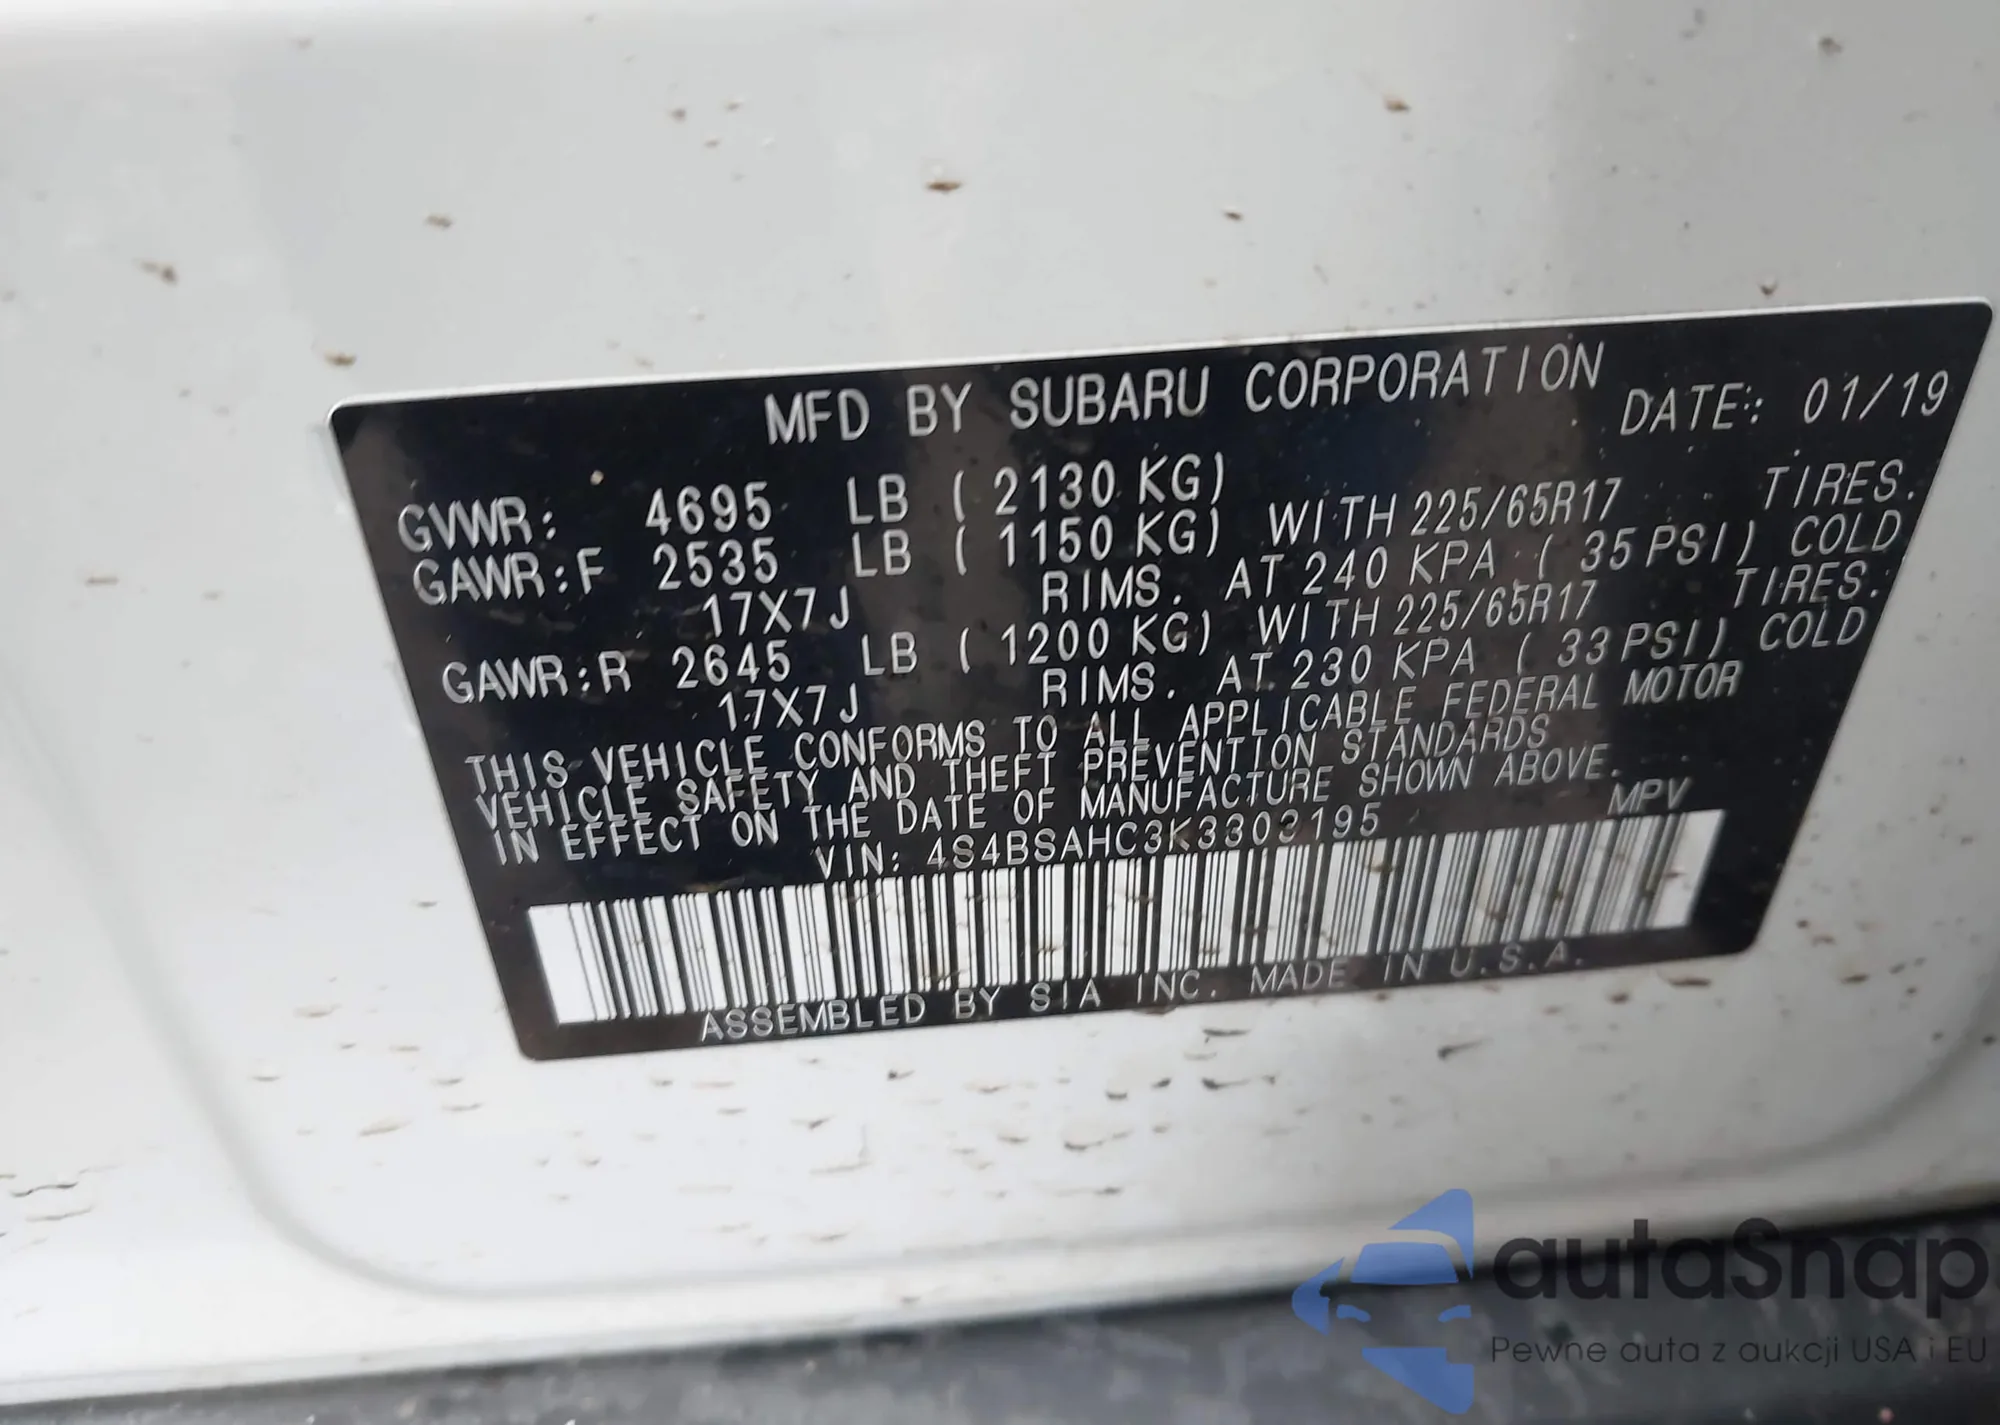 MFD BY SUBARU CORPORATION DATE: 01/19
GVWR: 4695 LB ( 2130 KG)
GAWR:F 2535 LB ( 1150 KG) WITH 225/65R17 TIRES.
17X7J RIMS. AT 240 KPA ( 35 PSI) COLD
GAWR:R 2645 LB ( 1200 KG) WITH 225/65R17 TIRES.
17X7J RIMS. AT 230 KPA ( 33 PSI) COLD
THIS VEHICLE CONFORMS TO ALL APPLICABLE FEDERAL MOTOR
VEHICLE SAFETY AND THEFT PREVENTION STANDARDS
IN EFFECT ON THE DATE OF MANUFACTURE SHOWN ABOVE.
VIN: 4S4BSAHC3K3303195 MPV
ASSEMBLED BY SIA INC. MADE IN U.S.A.
autoSnap
Pewne auta z aukcji USA i EU